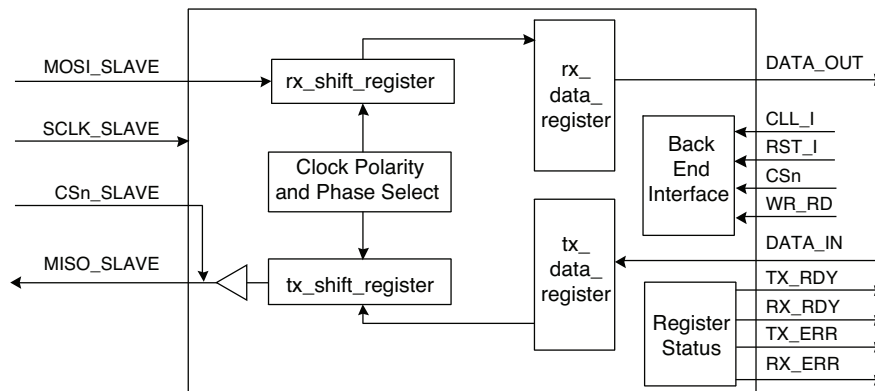 MOSI_SLAVE
SCLK_SLAVE
CSn_SLAVE
MISO_SLAVE
rx_shift_register
Clock Polarity
and Phase Select
tx_shift_register
rx_
data_
register
tx_
data_
register
Back
End
Interface
Register
Status
DATA_OUT
CLL_I
RST_I
CSn
WR_RD
DATA_IN
TX_RDY
RX_RDY
TX_ERR
RX_ERR